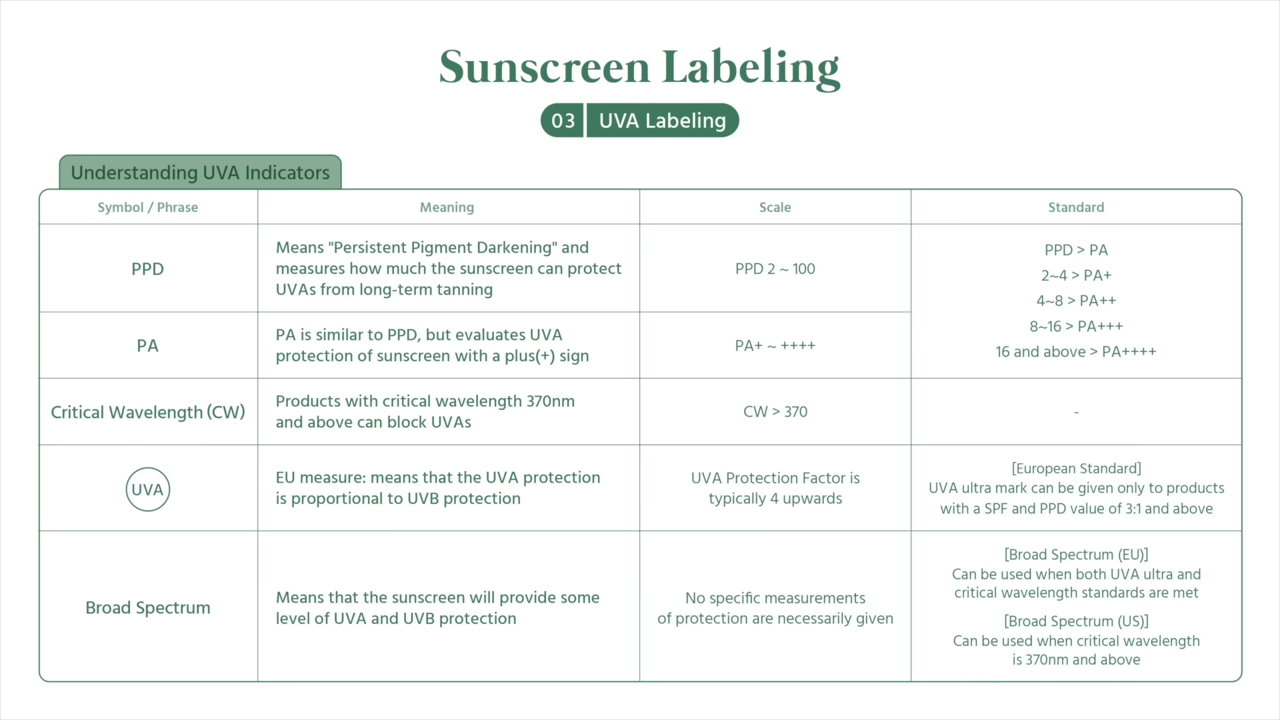 Sunscreen Labeling
03 UVA Labeling
Understanding UVA Indicators
Symbol / Phrase
Meaning
Scale
Standard
PPD
Means "Persistent Pigment Darkening" and
measures how much the sunscreen can protect
UVAs from long-term tanning
PPD 2 ~ 100
PPD > PA
2~4 > PA+
4~8 > PA++
8~16 > PA+++
16 and above > PA++++
PA
PA is similar to PPD, but evaluates UVA
protection of sunscreen with a plus(+) sign
PA+ ~ ++++
Critical Wavelength (CW)
Products with critical wavelength 370nm
and above can block UVAs
CW > 370
-
UVA
EU measure: means that the UVA protection
is proportional to UVB protection
UVA Protection Factor is
typically 4 upwards
[European Standard]
UVA ultra mark can be given only to products
with a SPF and PPD value of 3:1 and above
Broad Spectrum
Means that the sunscreen will provide some
level of UVA and UVB protection
No specific measurements
of protection are necessarily given
[Broad Spectrum (EU)]
Can be used when both UVA ultra and
critical wavelength standards are met
[Broad Spectrum (US)]
Can be used when critical wavelength
is 370nm and above